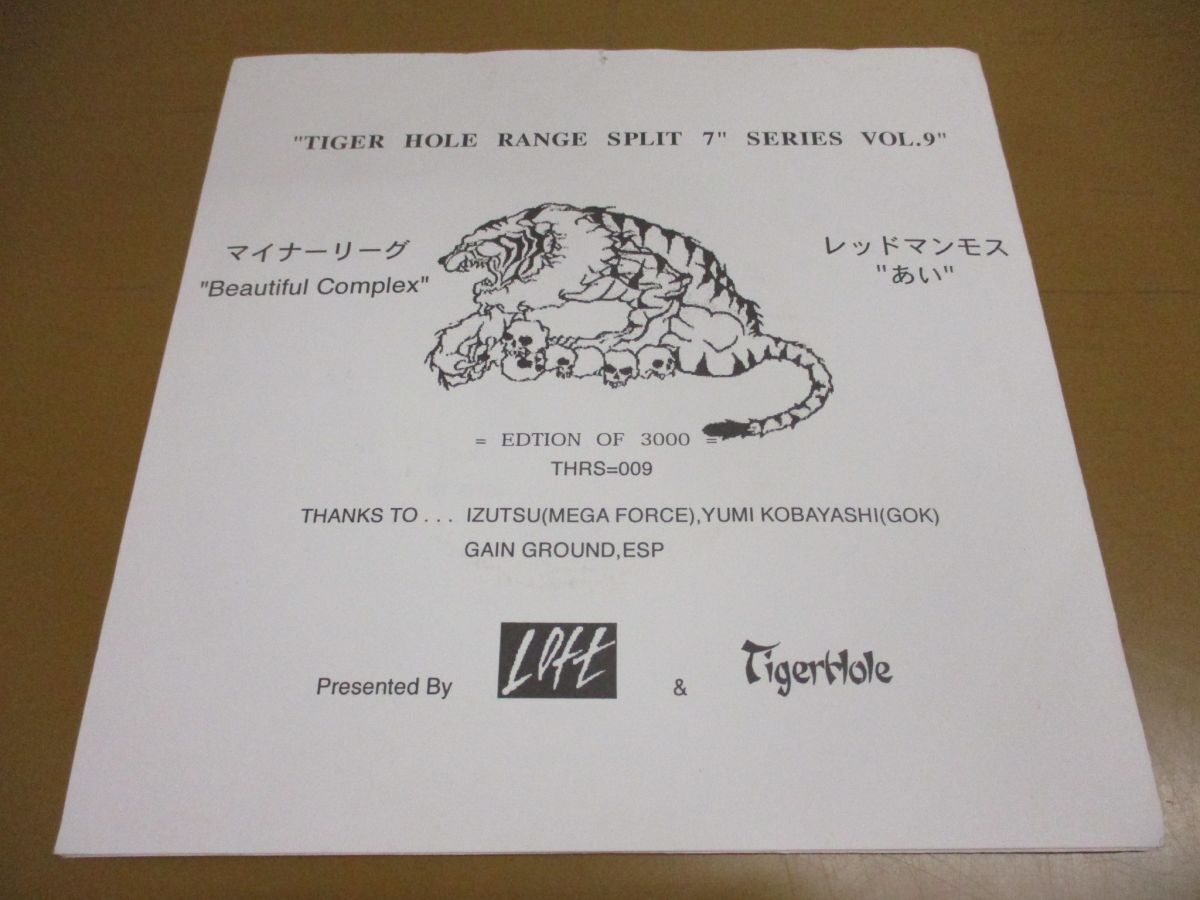 "TIGER HOLE RANGE SPLIT 7" SERIES VOL.9"
マイナーリーグ
"Beautiful Complex"
レッドマンモス
"あい"
= EDTION OF 3000 =
THRS=009
THANKS TO . . . IZUTSU(MEGA FORCE),YUMI KOBAYASHI(GOK)
GAIN GROUND,ESP
Presented By LOFT & TigerHole